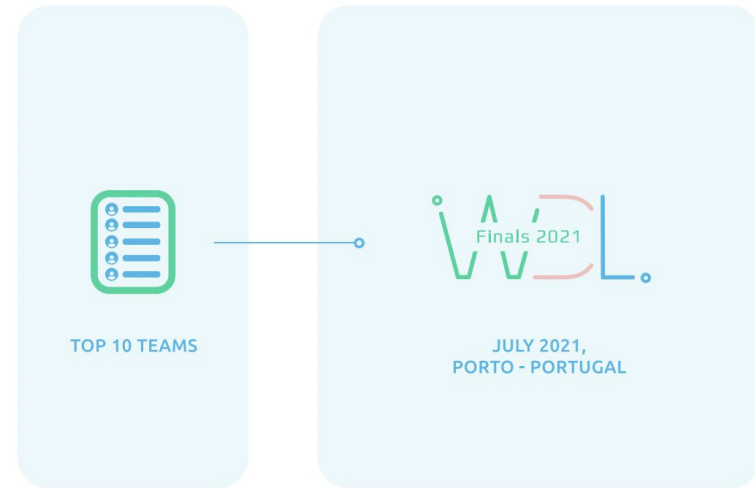 TOP 10 TEAMS
WDL.
Finals 2021
JULY 2021,
PORTO - PORTUGAL